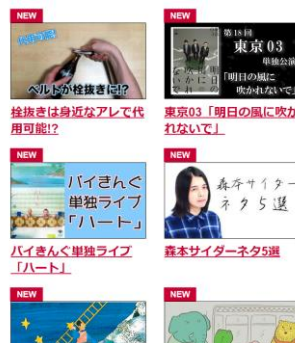 NEW
ベルトが栓抜きに!?
栓抜きは身近なアレで代
用可能!?
NEW
第18回
東京03
単独公演
「明日の風に
吹かれないで」
東京03「明日の風に吹か
れないで」
NEW
バイきんぐ
単独ライブ
「ハート」
バイきんぐ単独ライブ
「ハート」
NEW
森本サイダー
ネタ5選
森本サイダーネタ5選
NEW
NEW